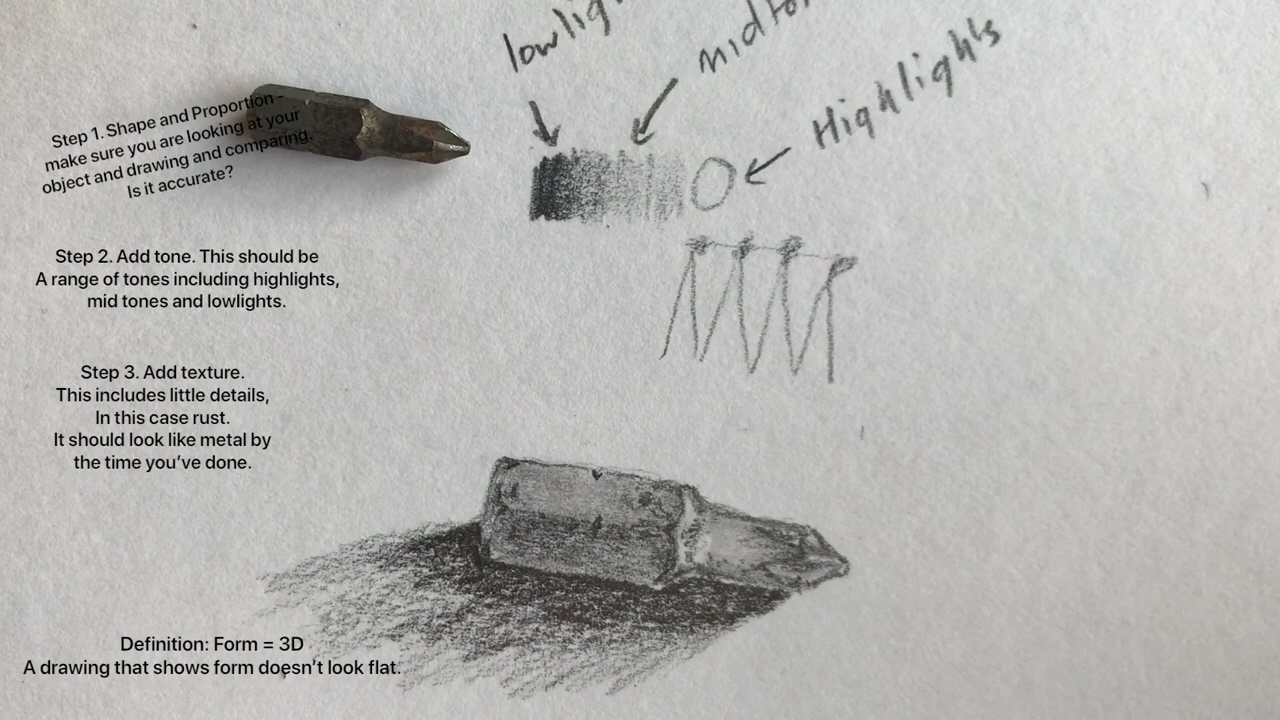 Highlights
Step 1. Shape and Proportion -
make sure you are looking at your
object and drawing and comparing.
Is it accurate?
Step 2. Add tone. This should be
A range of tones including highlights,
mid tones and lowlights.
Step 3. Add texture.
This includes little details,
In this case rust.
It should look like metal by
the time you’ve done.
Definition: Form = 3D
A drawing that shows form doesn’t look flat.